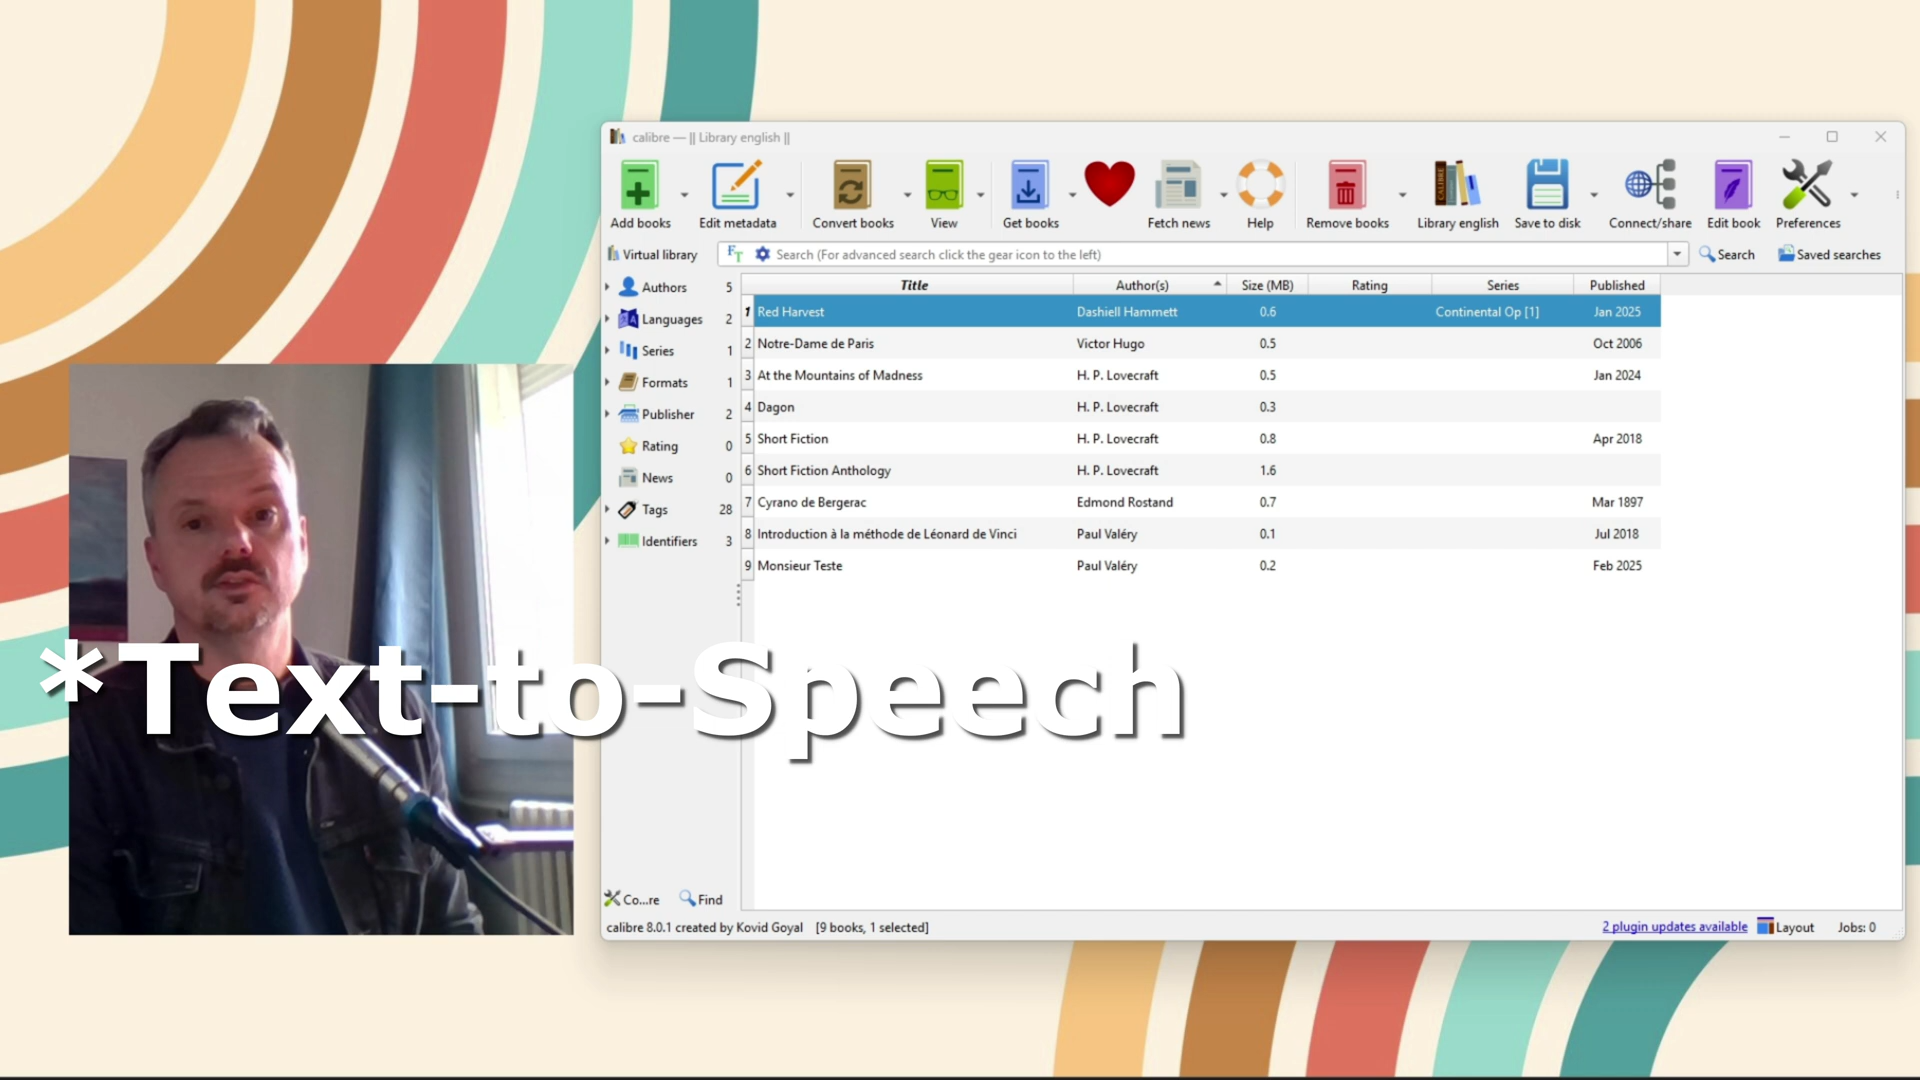 calibre — || Library english ||
Add books
Edit metadata
Convert books
View
Get books
Fetch news
Help
Remove books
Library english
Save to disk
Connect/share
Edit book
Preferences
CALIBRE
Virtual library
FT
Search (For advanced search click the gear icon to the left)
Search
Saved searches
Authors 5
Languages 2
Series 1
Formats 1
Publisher 2
Rating 0
News 0
Tags 28
Identifiers 3
Title Author(s) Size (MB) Rating Series Published
1 Red Harvest Dashiell Hammett 0.6 Continental Op [1] Jan 2025
2 Notre-Dame de Paris Victor Hugo 0.5 Oct 2006
3 At the Mountains of Madness H. P. Lovecraft 0.5 Jan 2024
4 Dagon H. P. Lovecraft 0.3
5 Short Fiction H. P. Lovecraft 0.8 Apr 2018
6 Short Fiction Anthology H. P. Lovecraft 1.6
7 Cyrano de Bergerac Edmond Rostand 0.7 Mar 1897
8 Introduction à la méthode de Léonard de Vinci Paul Valéry 0.1 Jul 2018
9 Monsieur Teste Paul Valéry 0.2 Feb 2025
*Text-to-Speech
Co...re
Find
calibre 8.0.1 created by Kovid Goyal [9 books, 1 selected]
2 plugin updates available
Layout
Jobs: 0